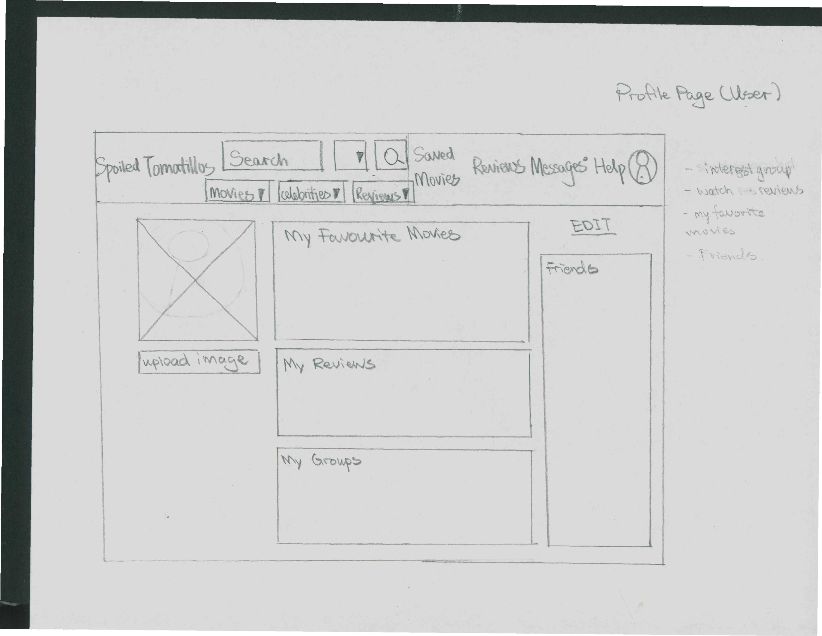 Profile Page (User)
Spoiled Tomatillos Search Saved Movies Reviews Messages Help
Movies Celebrities Reviews
- interest group
- watch reviews
- my favorite
movies
- Friends
EDIT
My Favourite Movies
Friends
upload image
My Reviews
My Groups